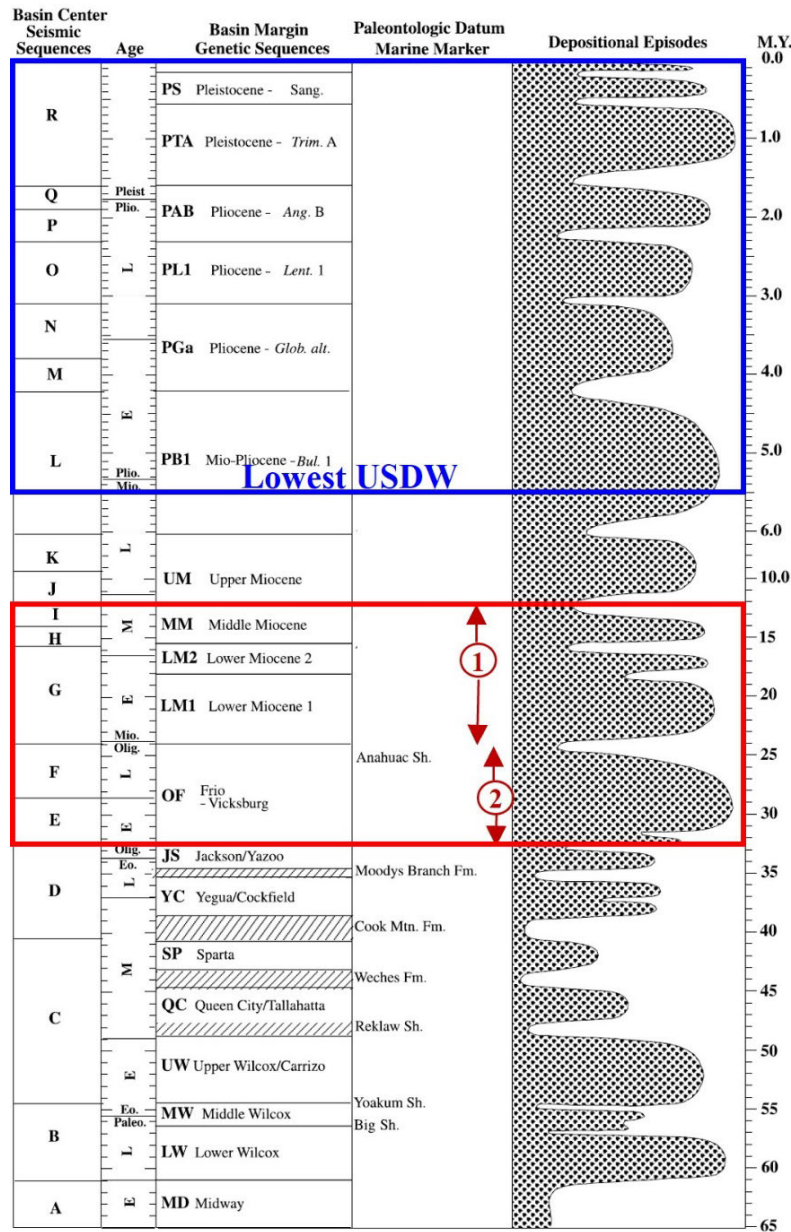 Basin Center
Seismic
Sequences
Age
Basin Margin
Genetic Sequences
Paleontologic Datum
Marine Marker
Depositional Episodes
M.Y.
0.0
PS Pleistocene - Sang.
R
PTA Pleistocene - Trim. A
1.0
Q
Pleist
Plio.
PAB Pliocene - Ang. B
P
2.0
O
L
PL1 Pliocene - Lent. 1
3.0
N
PGa Pliocene - Glob. alt.
M
4.0
E
L
PB1 Mio-Pliocene - Bul. 1
5.0
Plio.
Mio.
Lowest USDW
6.0
K
L
J
UM Upper Miocene
10.0
I
M
MM Middle Miocene
H
15
LM2 Lower Miocene 2
1
G
E
LM1 Lower Miocene 1
20
Mio.
Olig.
Anahuac Sh.
25
F
L
OF Frio
- Vicksburg
2
E
E
30
Olig.
Eo.
JS Jackson/Yazoo
Moodys Branch Fm.
35
D
L
YC Yegua/Cockfield
Cook Mtn. Fm.
40
SP Sparta
M
Weches Fm.
45
C
QC Queen City/Tallahatta
Reklaw Sh.
50
E
UW Upper Wilcox/Carrizo
Yoakum Sh.
Eo.
Paleo.
MW Middle Wilcox
55
Big Sh.
B
L
LW Lower Wilcox
60
A
E
MD Midway
65